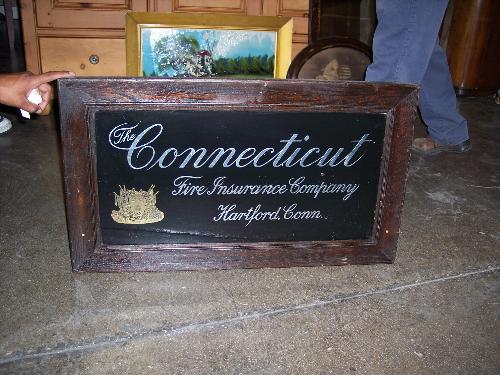 The Connecticut
Fire Insurance Company
Hartford, Conn.